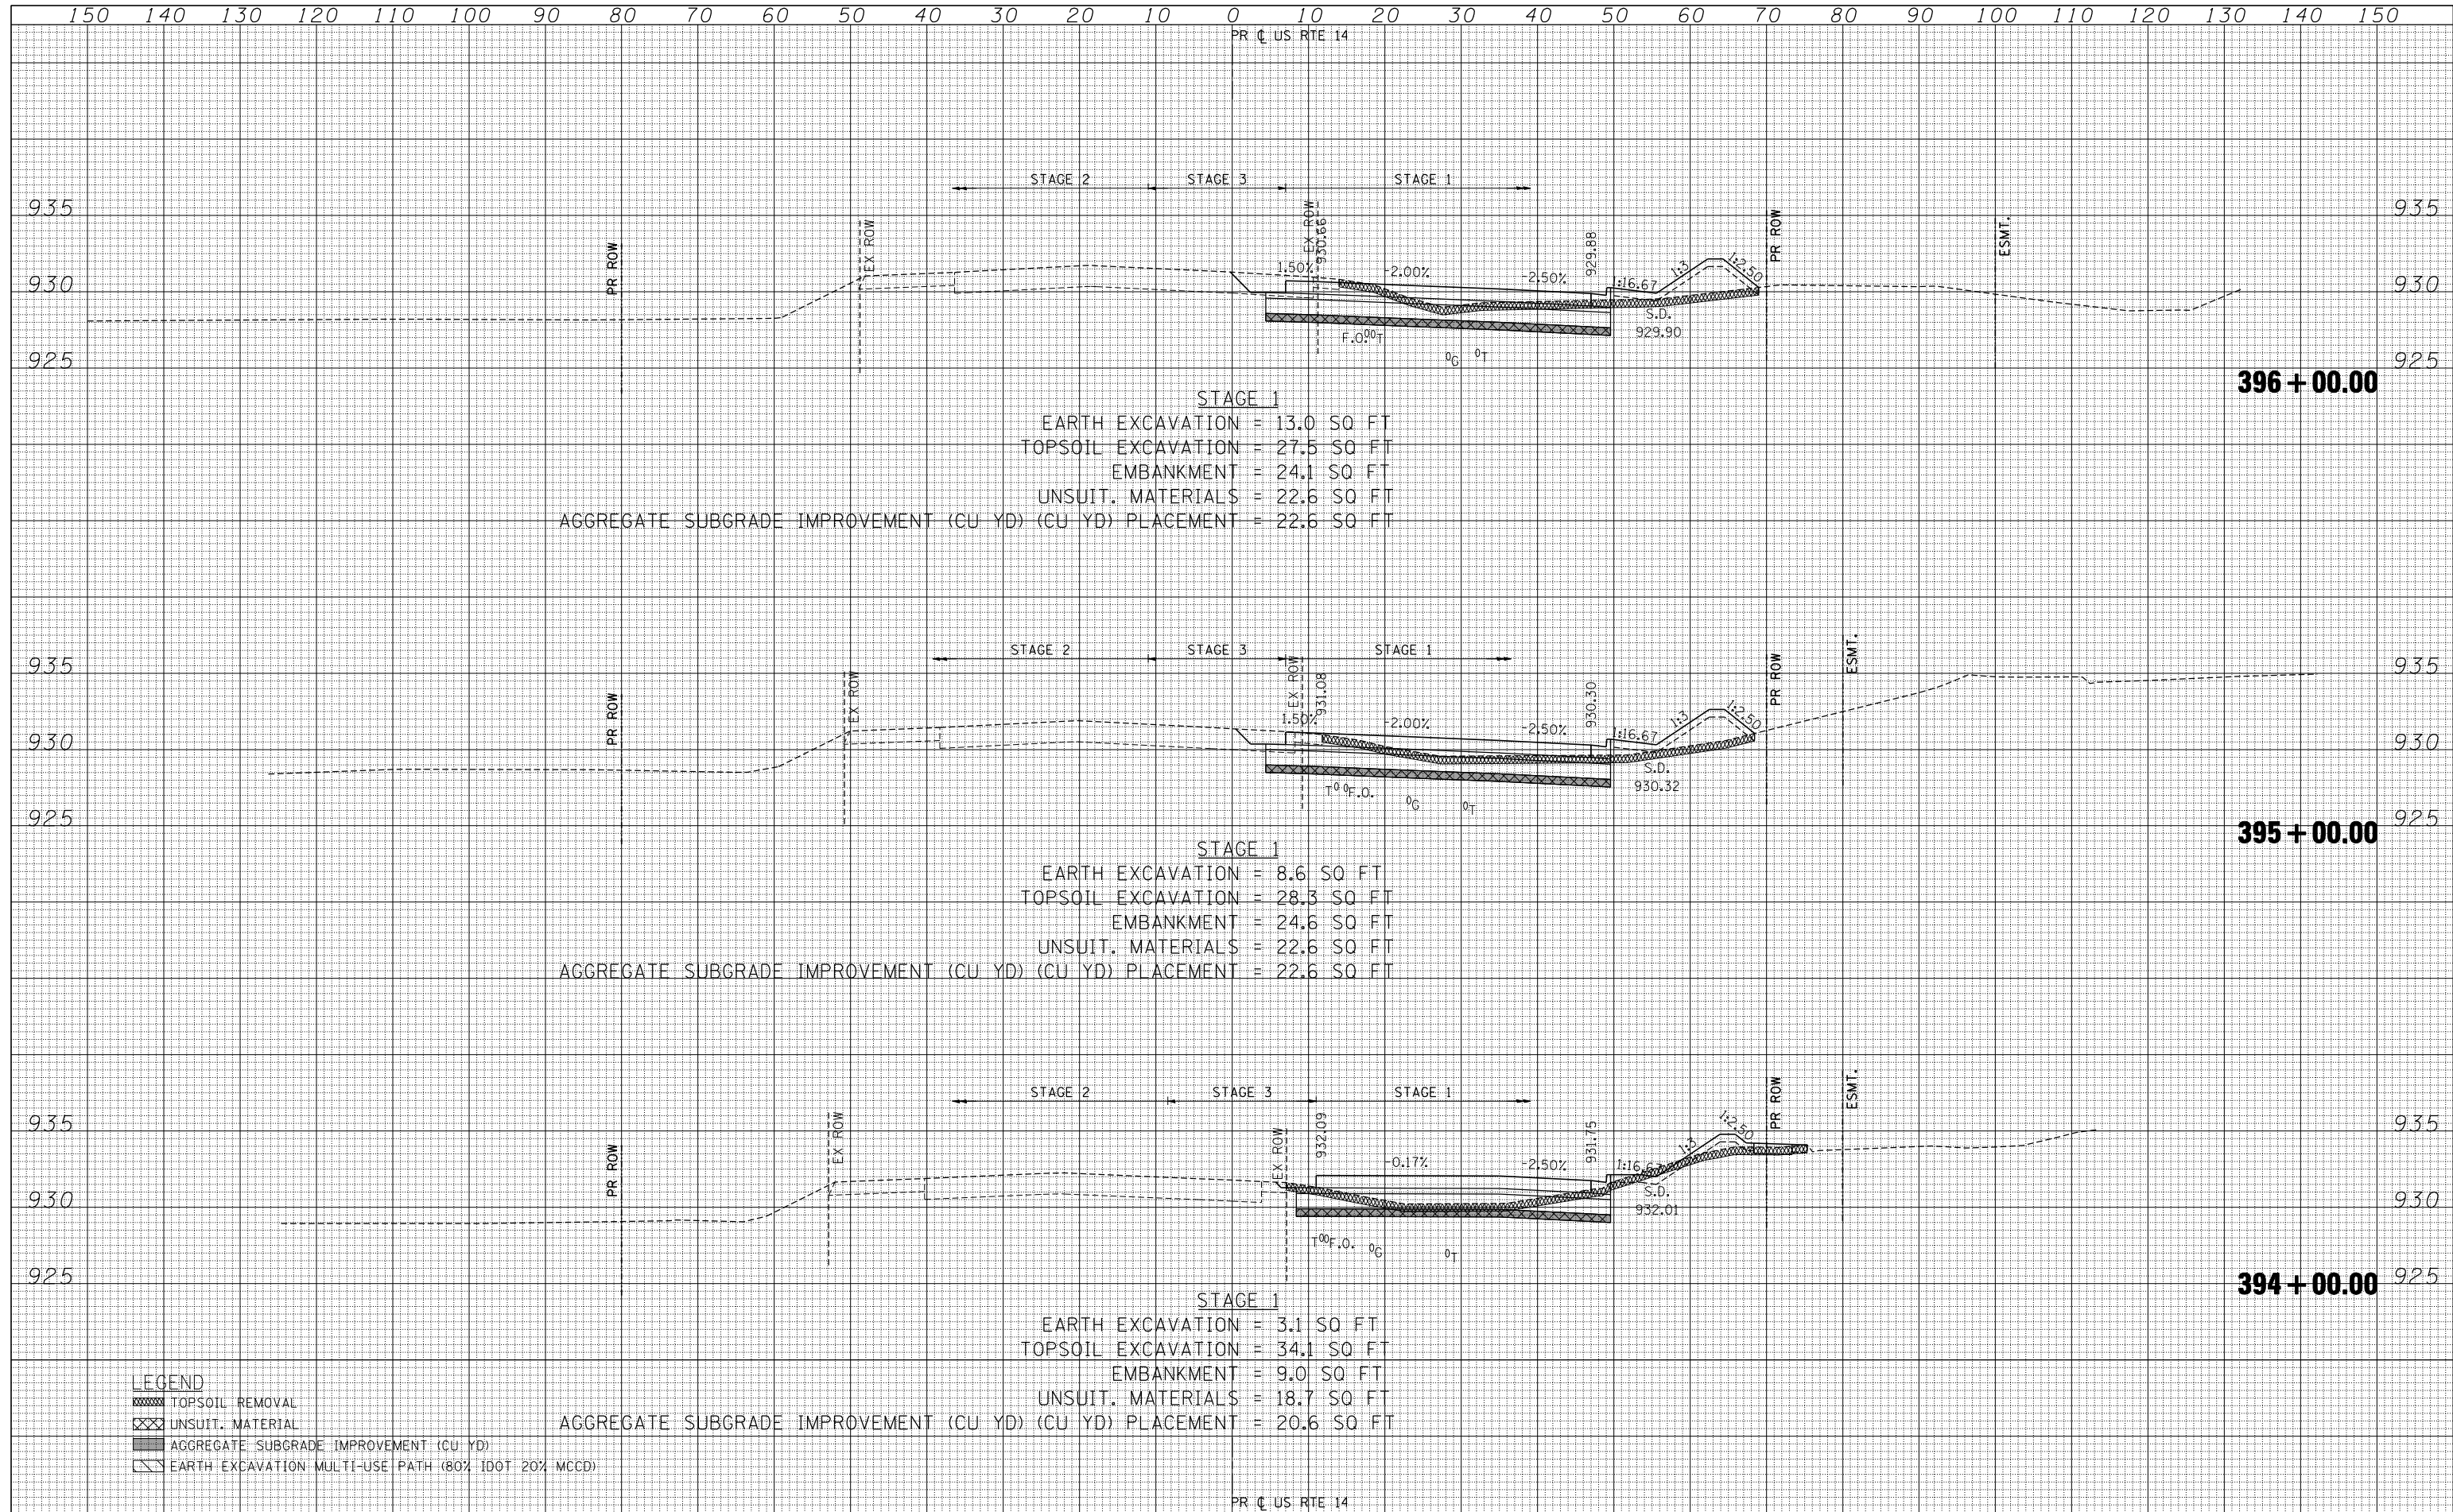 150 140 130 120 110 100 90 80 70 60 50 40 30 20 10 0 10 20 30 40 50 60 70 80 90 100 110 120 130 140 150
PR ℄ US RTE 14
STAGE 2 STAGE 3 STAGE 1
935 935
PR ROW
EX ROW
EX ROW
930.66
929.88
PR ROW
ESMT.
1.50% -2.00% -2.50% 1:16.67 1:3 1:2.50
930 930
S.D.
929.90
F.O. T
G T
925 925
396+00.00
STAGE 1
EARTH EXCAVATION = 13.0 SQ FT
TOPSOIL EXCAVATION = 27.5 SQ FT
EMBANKMENT = 24.1 SQ FT
UNSUIT. MATERIALS = 22.6 SQ FT
AGGREGATE SUBGRADE IMPROVEMENT (CU YD) (CU YD) PLACEMENT = 22.6 SQ FT
STAGE 2 STAGE 3 STAGE 1
935 935
PR ROW
EX ROW
EX ROW
931.08
930.30
PR ROW
ESMT.
1.50% -2.00% -2.50% 1:16.67 1:3 1:2.50
930 930
S.D.
930.32
T F.O. G T
925 925
395+00.00
STAGE 1
EARTH EXCAVATION = 8.6 SQ FT
TOPSOIL EXCAVATION = 28.3 SQ FT
EMBANKMENT = 24.6 SQ FT
UNSUIT. MATERIALS = 22.6 SQ FT
AGGREGATE SUBGRADE IMPROVEMENT (CU YD) (CU YD) PLACEMENT = 22.6 SQ FT
STAGE 2 STAGE 3 STAGE 1
935 935
PR ROW
EX ROW
EX ROW
932.09
931.75
PR ROW
ESMT.
-0.17% -2.50% 1:16.67 1:3 1:2.50
930 930
S.D.
932.01
T F.O. G T
925 925
394+00.00
STAGE 1
EARTH EXCAVATION = 3.1 SQ FT
TOPSOIL EXCAVATION = 34.1 SQ FT
EMBANKMENT = 9.0 SQ FT
UNSUIT. MATERIALS = 18.7 SQ FT
AGGREGATE SUBGRADE IMPROVEMENT (CU YD) (CU YD) PLACEMENT = 20.6 SQ FT
LEGEND
TOPSOIL REMOVAL
UNSUIT. MATERIAL
AGGREGATE SUBGRADE IMPROVEMENT (CU YD)
EARTH EXCAVATION MULTI-USE PATH (80% IDOT 20% MCCD)
PR ℄ US RTE 14